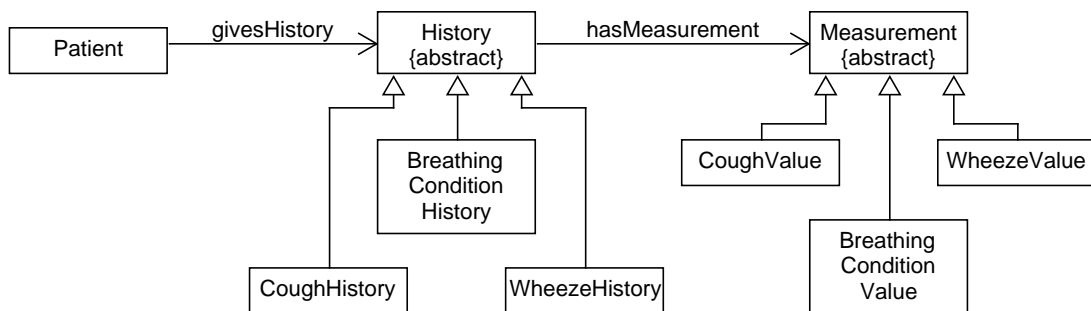 Patient
givesHistory
History
{abstract}
hasMeasurement
Measurement
{abstract}
CoughValue
WheezeValue
Breathing
Condition
History
Breathing
Condition
Value
CoughHistory
WheezeHistory